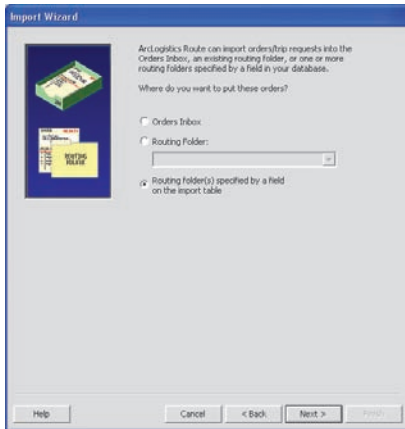 Import Wizard
ArcLogistics Route can import orders/trip requests into the
Orders Inbox, an existing routing folder, or one or more
routing folders specified by a field in your database.
Where do you want to put these orders?
Orders Inbox
Routing Folder:
Routing folder(s) specified by a field
on the import table
ROUTING
FOLDER
Help
Cancel
< Back
Next >
Finish